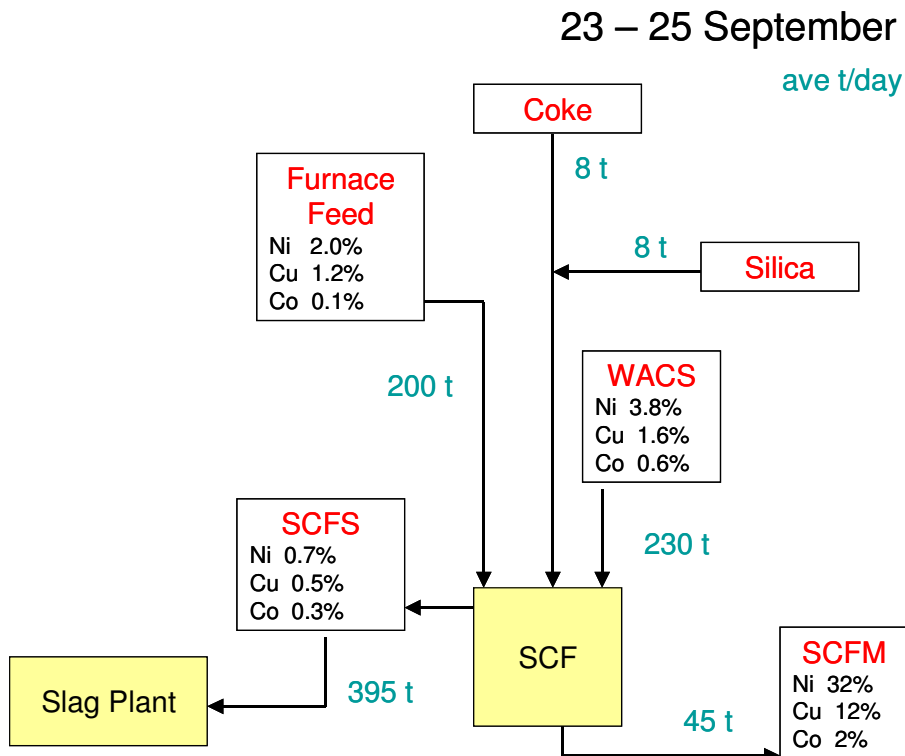 23 – 25 September
ave t/day
Coke
8 t
Furnace
Feed
Ni 2.0%
Cu 1.2%
Co 0.1%
8 t
Silica
200 t
WACS
Ni 3.8%
Cu 1.6%
Co 0.6%
230 t
SCFS
Ni 0.7%
Cu 0.5%
Co 0.3%
SCF
Slag Plant
395 t
45 t
SCFM
Ni 32%
Cu 12%
Co 2%